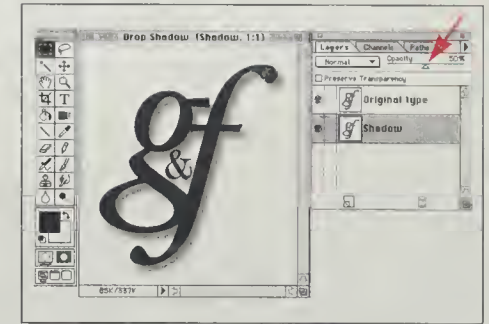 Drop Shadow (Shadow, 1:1)
g f
&
T
Layers Channels Paths
Normal Opacity 50%
Preserve Transparency
Original type
Shadow
85K/337K